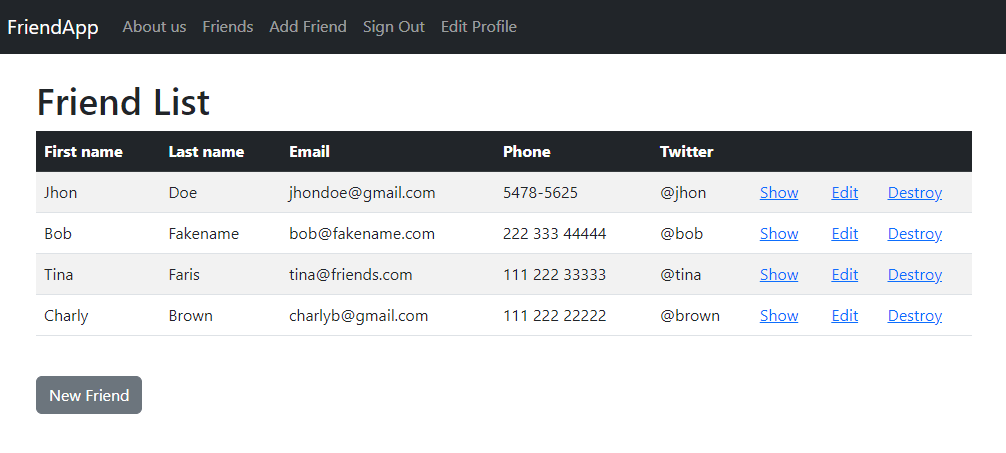 FriendApp About us Friends Add Friend Sign Out Edit Profile
Friend List
First name Last name Email Phone Twitter
Jhon Doe jhondoe@gmail.com 5478-5625 @jhon Show Edit Destroy
Bob Fakename bob@fakename.com 222 333 44444 @bob Show Edit Destroy
Tina Faris tina@friends.com 111 222 33333 @tina Show Edit Destroy
Charly Brown charlyb@gmail.com 111 222 22222 @brown Show Edit Destroy
New Friend